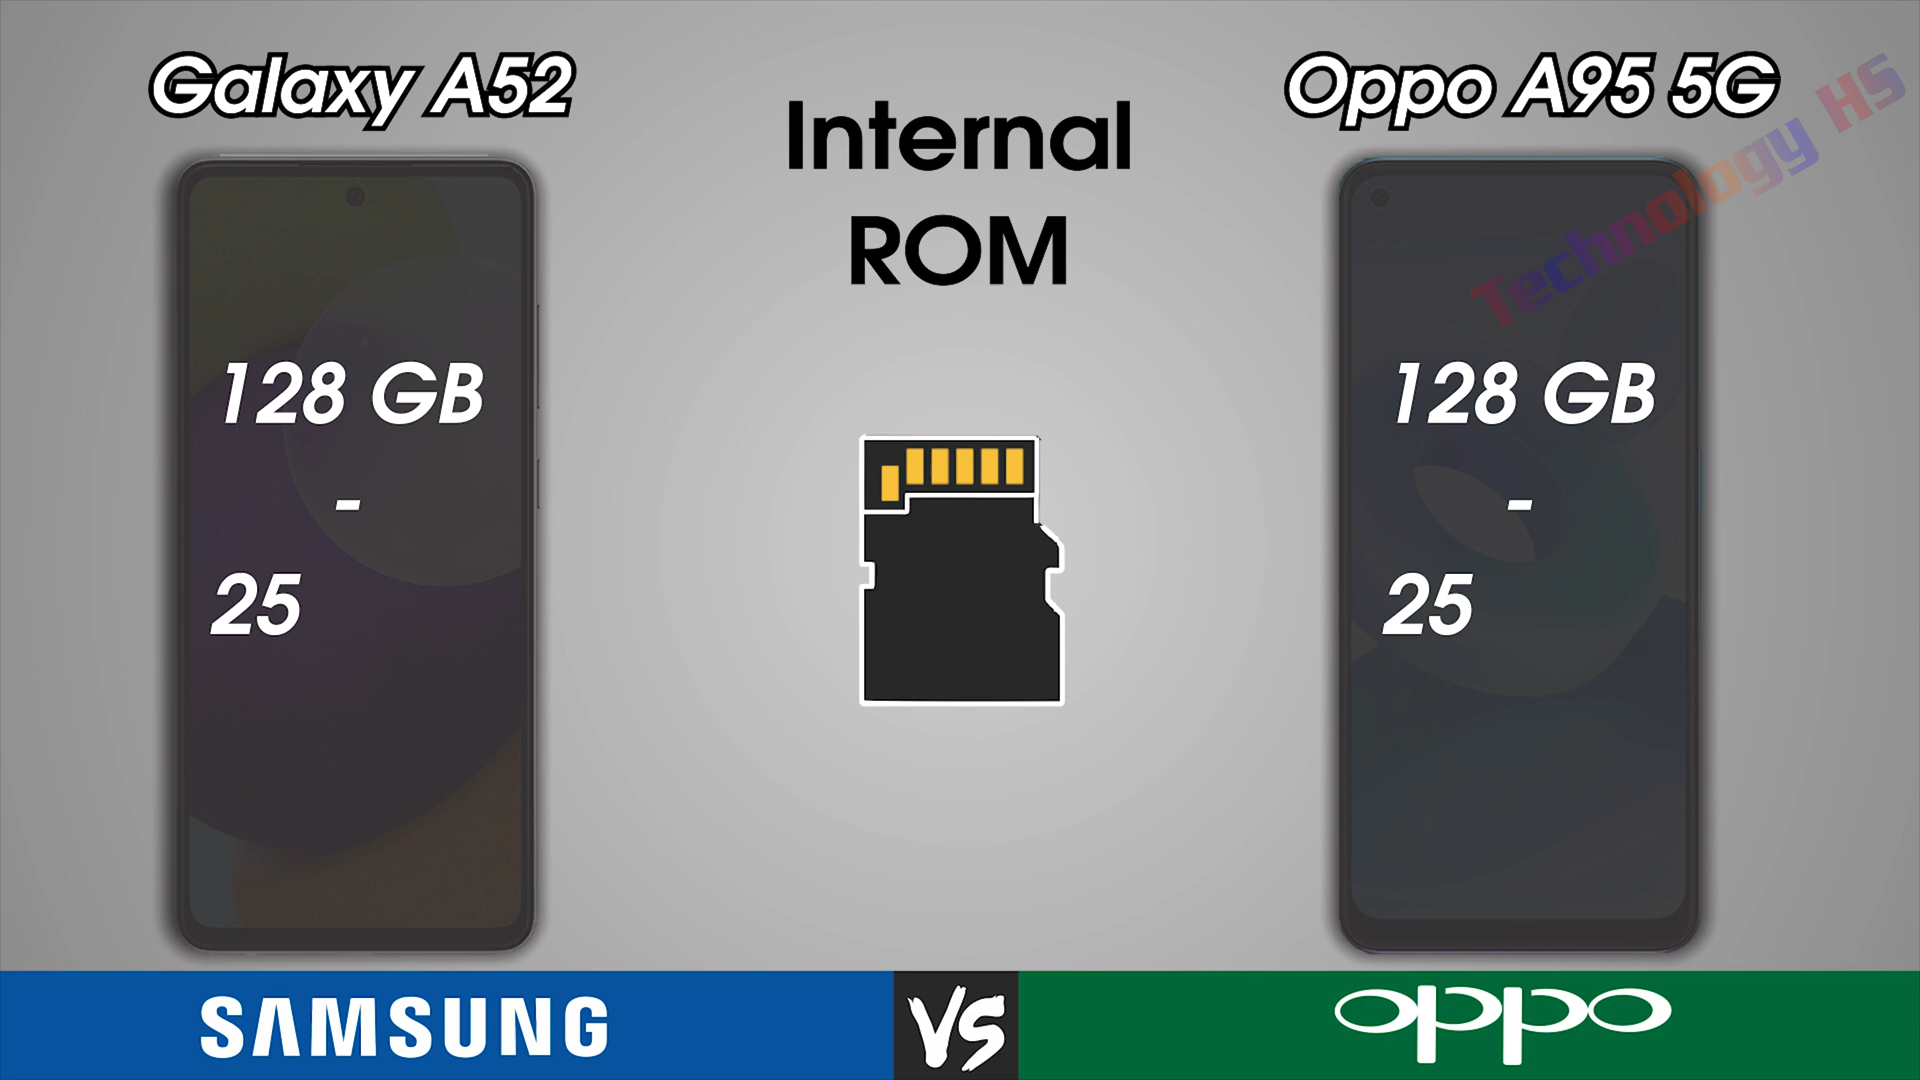 Galaxy A52
Internal
ROM
Oppo A95 5G
Technology HS
128 GB
-
25
128 GB
-
25
SAMSUNG
VS
oppo